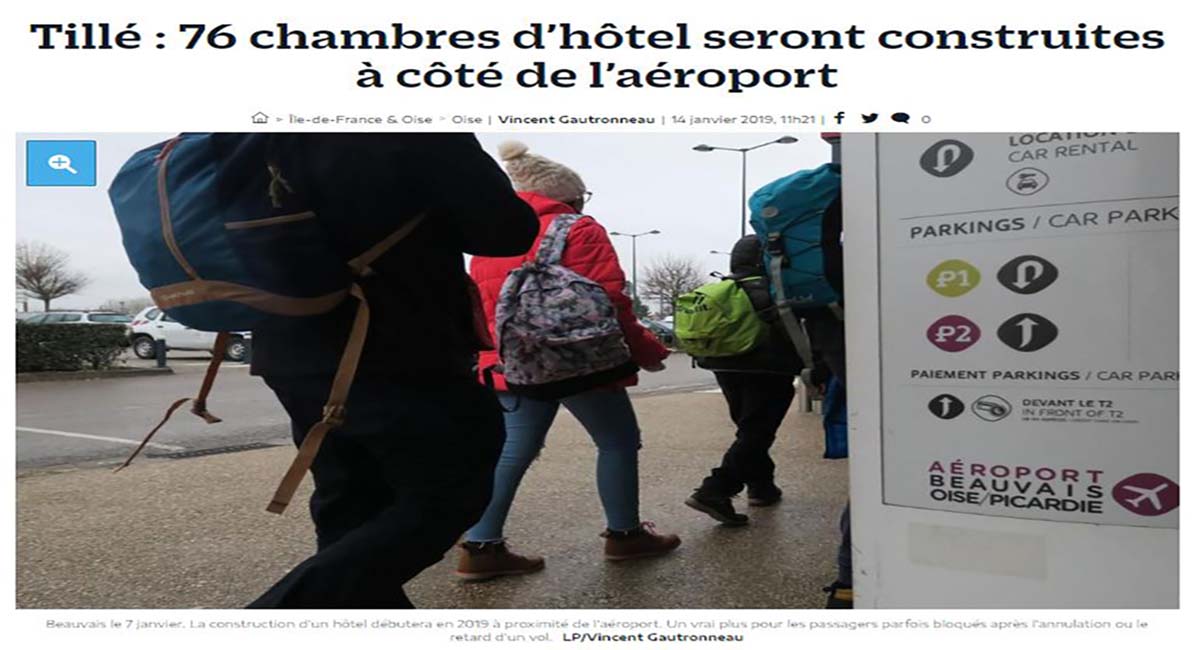 Tillé : 76 chambres d'hôtel seront construites
à côté de l'aéroport
> Île-de-France & Oise > Oise | Vincent Gautronneau | 14 janvier 2019, 11h21 | 0
LOCATION
CAR RENTAL
PARKINGS / CAR PARK
P1
P2
PAIEMENT PARKINGS / CAR PAR
DEVANT LE T2
IN FRONT OF T2
AÉROPORT
BEAUVAIS
OISE/PICARDIE
Beauvais le 7 janvier. La construction d'un hôtel débutera en 2019 à proximité de l'aéroport. Un vrai plus pour les passagers parfois bloqués après l'annulation ou le
retard d'un vol. LP/Vincent Gautronneau